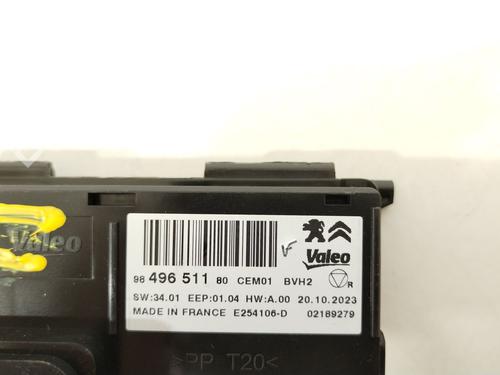 Valeo
Valeo
98 496 511 80 CEM01 BVH2
R
SW:34.01 EEP:01.04 HW:A.00 20.10.2023
MADE IN FRANCE E254106-D 02189279
>PP T20<